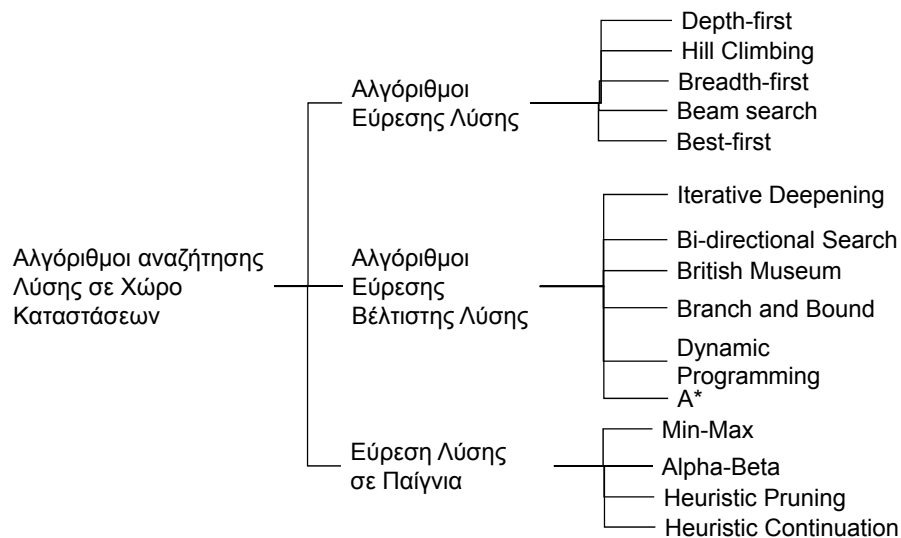 Depth-first
Hill Climbing
Αλγόριθμοι
Εύρεσης Λύσης
Breadth-first
Beam search
Best-first
Iterative Deepening
Αλγόριθμοι αναζήτησης
Λύσης σε Χώρο
Καταστάσεων
Αλγόριθμοι
Εύρεσης
Βέλτιστης Λύσης
Bi-directional Search
British Museum
Branch and Bound
Dynamic
Programming
A*
Εύρεση Λύσης
σε Παίγνια
Min-Max
Alpha-Beta
Heuristic Pruning
Heuristic Continuation